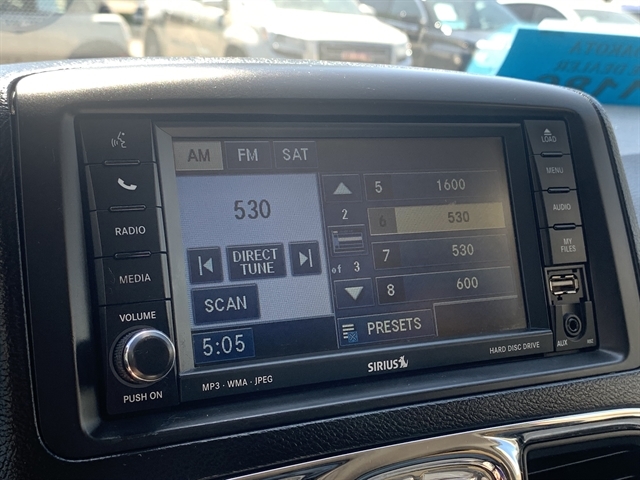 LOAD
MENU
AUDIO
MY
FILES
AUX
RADIO
MEDIA
VOLUME
PUSH ON
AM FM SAT
530
DIRECT
TUNE
SCAN
5:05
2
of 3
5 1600
6 530
7 530
8 600
PRESETS
MP3 · WMA · JPEG
SIRIUS
HARD DISC DRIVE